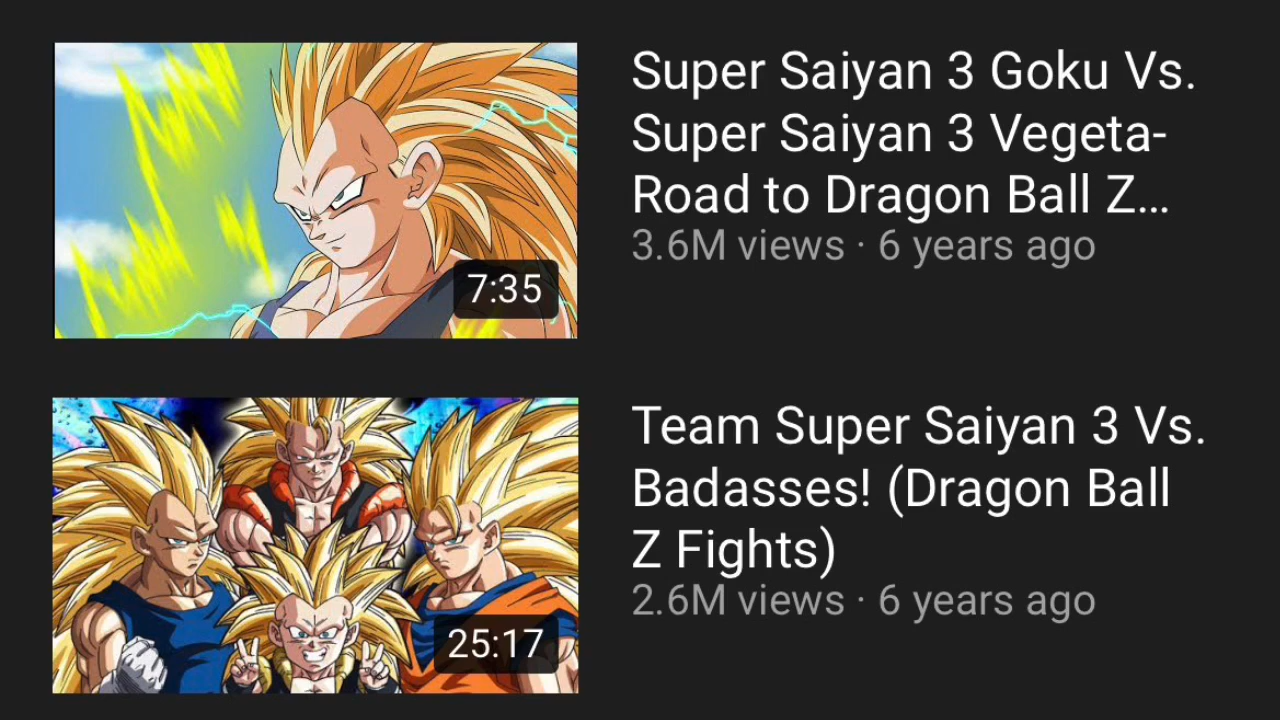 Super Saiyan 3 Goku Vs.
Super Saiyan 3 Vegeta-
Road to Dragon Ball Z...
3.6M views · 6 years ago
7:35
Team Super Saiyan 3 Vs.
Badasses! (Dragon Ball
Z Fights)
2.6M views · 6 years ago
25:17